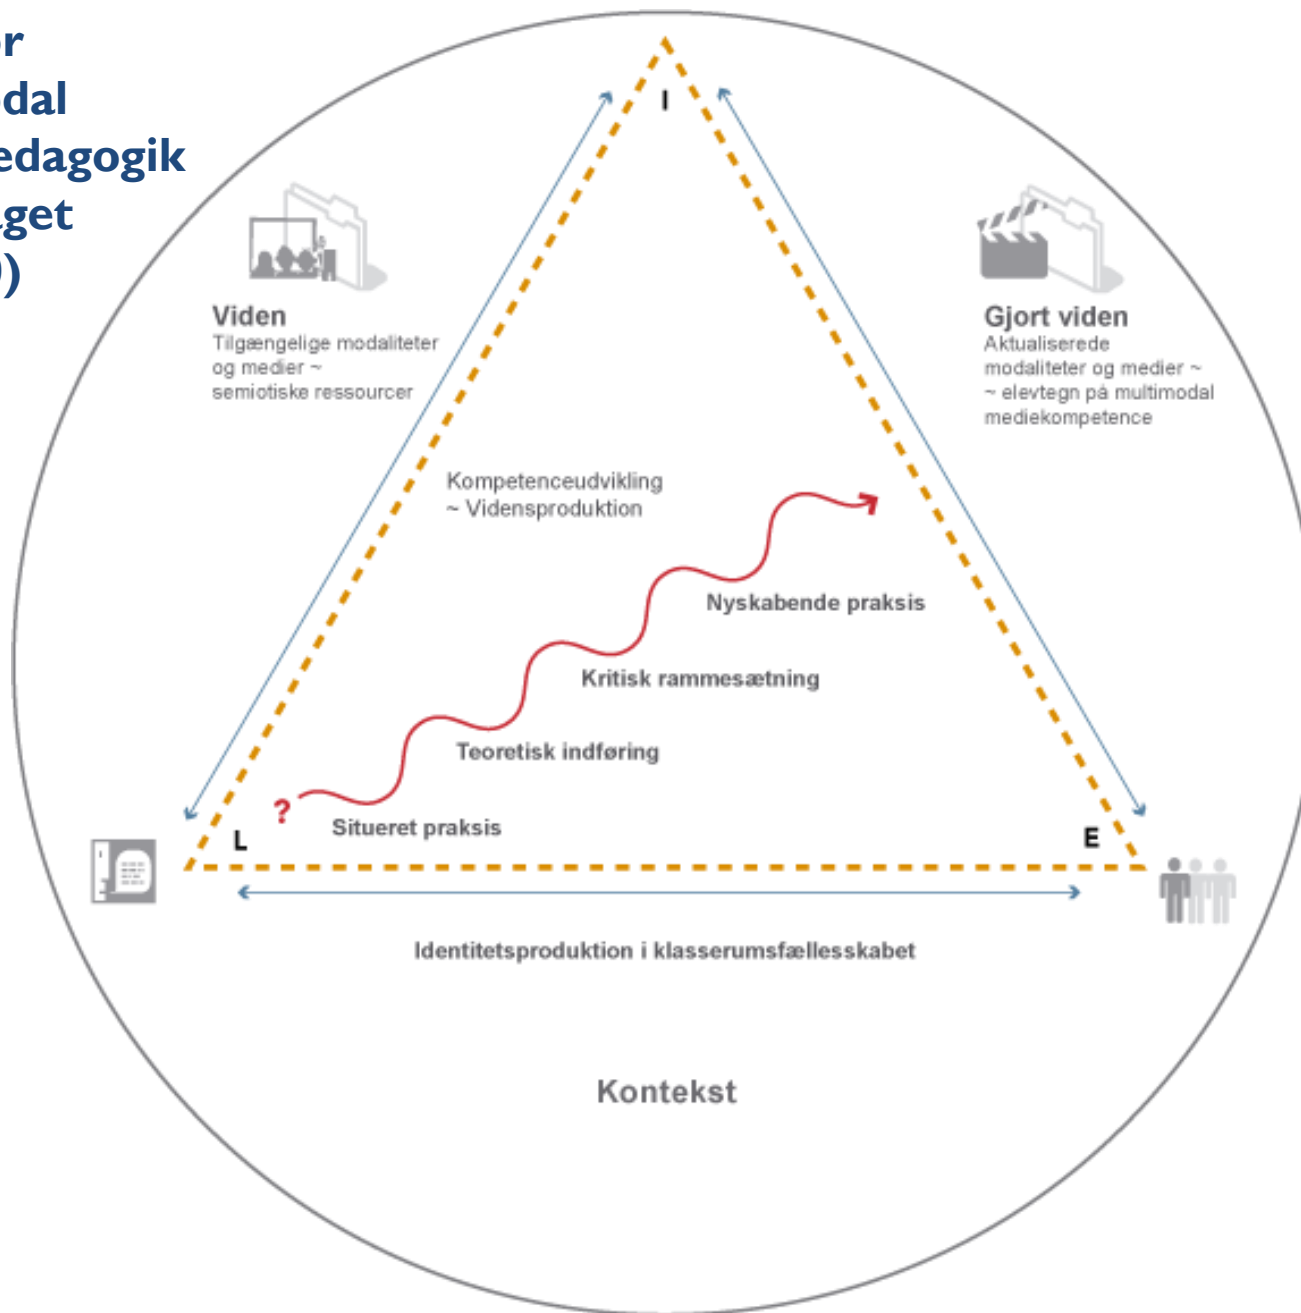 or
dal
edagogik
get
)
I
Viden
Tilgængelige modaliteter
og medier ~
semiotiske ressourcer
Gjort viden
Aktualiserede
modaliteter og medier ~
~ elevtegn på multimodal
mediekompetence
Kompetenceudvikling
~ Vidensproduktion
Nyskabende praksis
Kritisk rammesætning
Teoretisk indføring
?
Situeret praksis
L
E
Identitetsproduktion i klasserumsfællesskabet
Kontekst